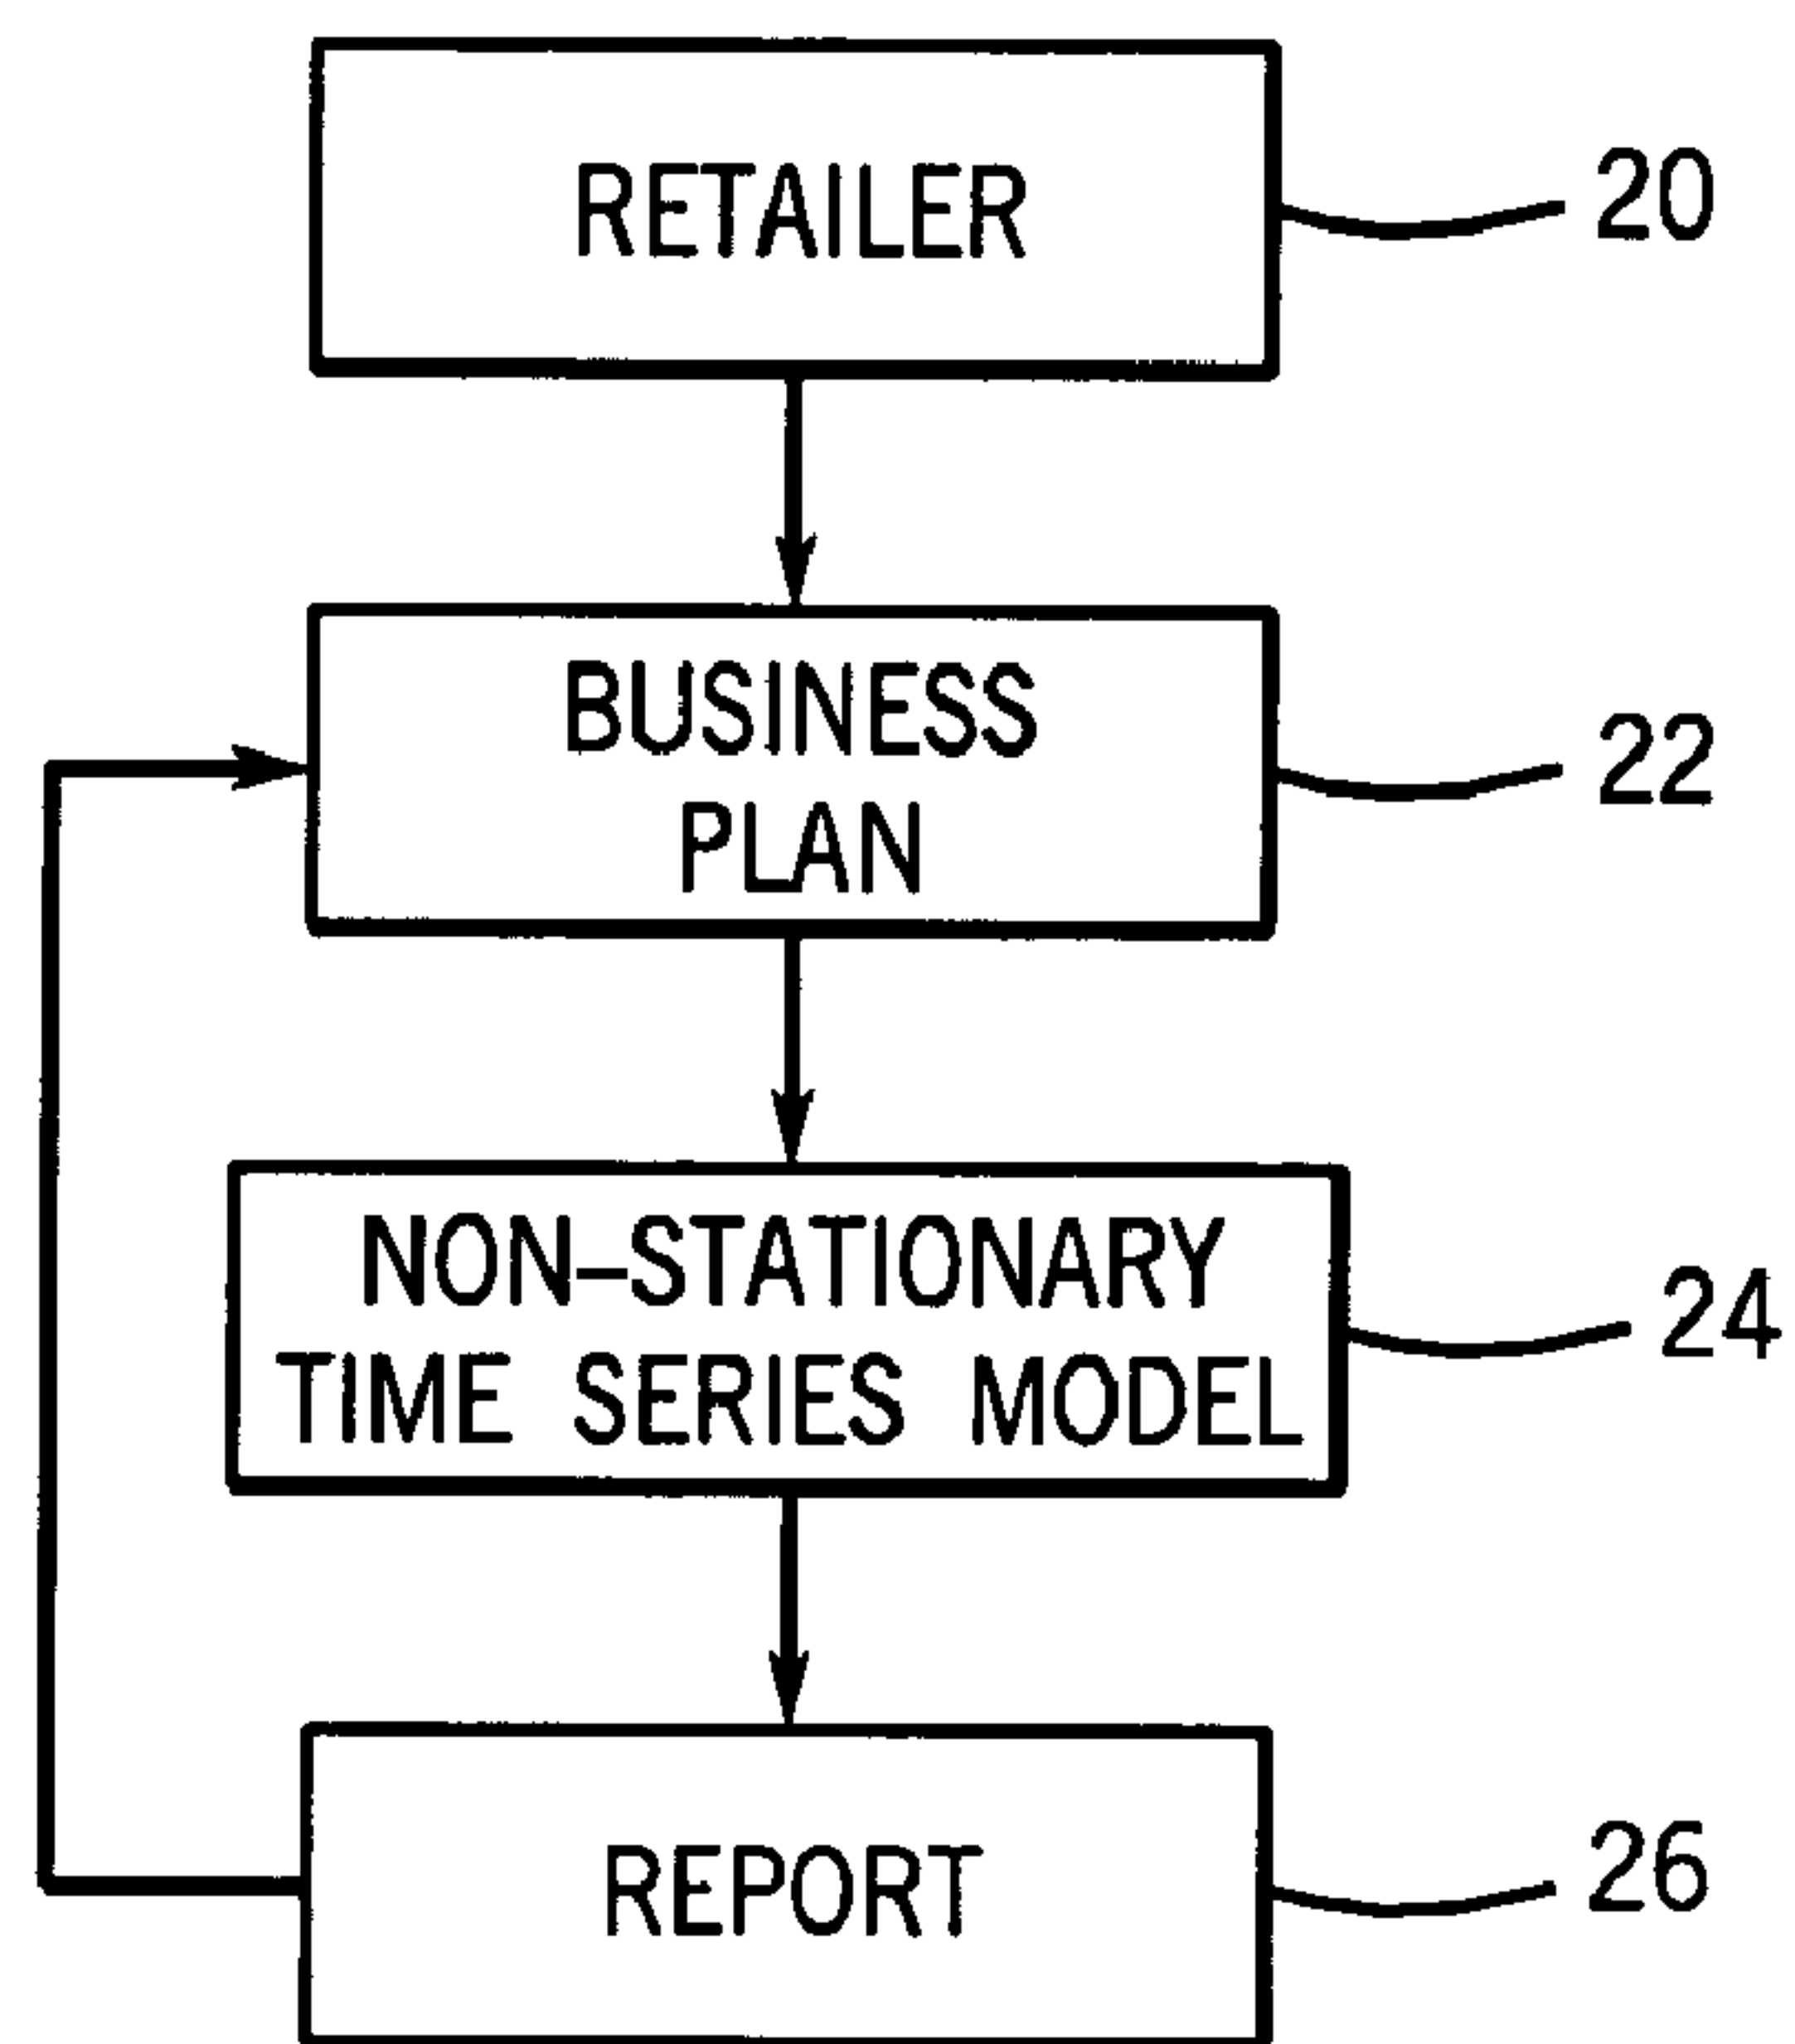 RETAILER
20
BUSINESS
PLAN
22
NON-STATIONARY
TIME SERIES MODEL
24
REPORT
26